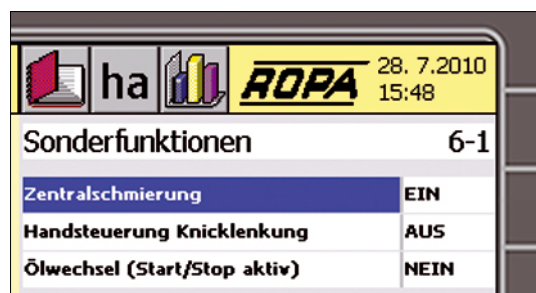 ha ROPA 28. 7.2010
15:48
Sonderfunktionen 6-1
Zentralschmierung EIN
Handsteuerung Knicklenkung AUS
Ölwechsel (Start/Stop aktiv) NEIN